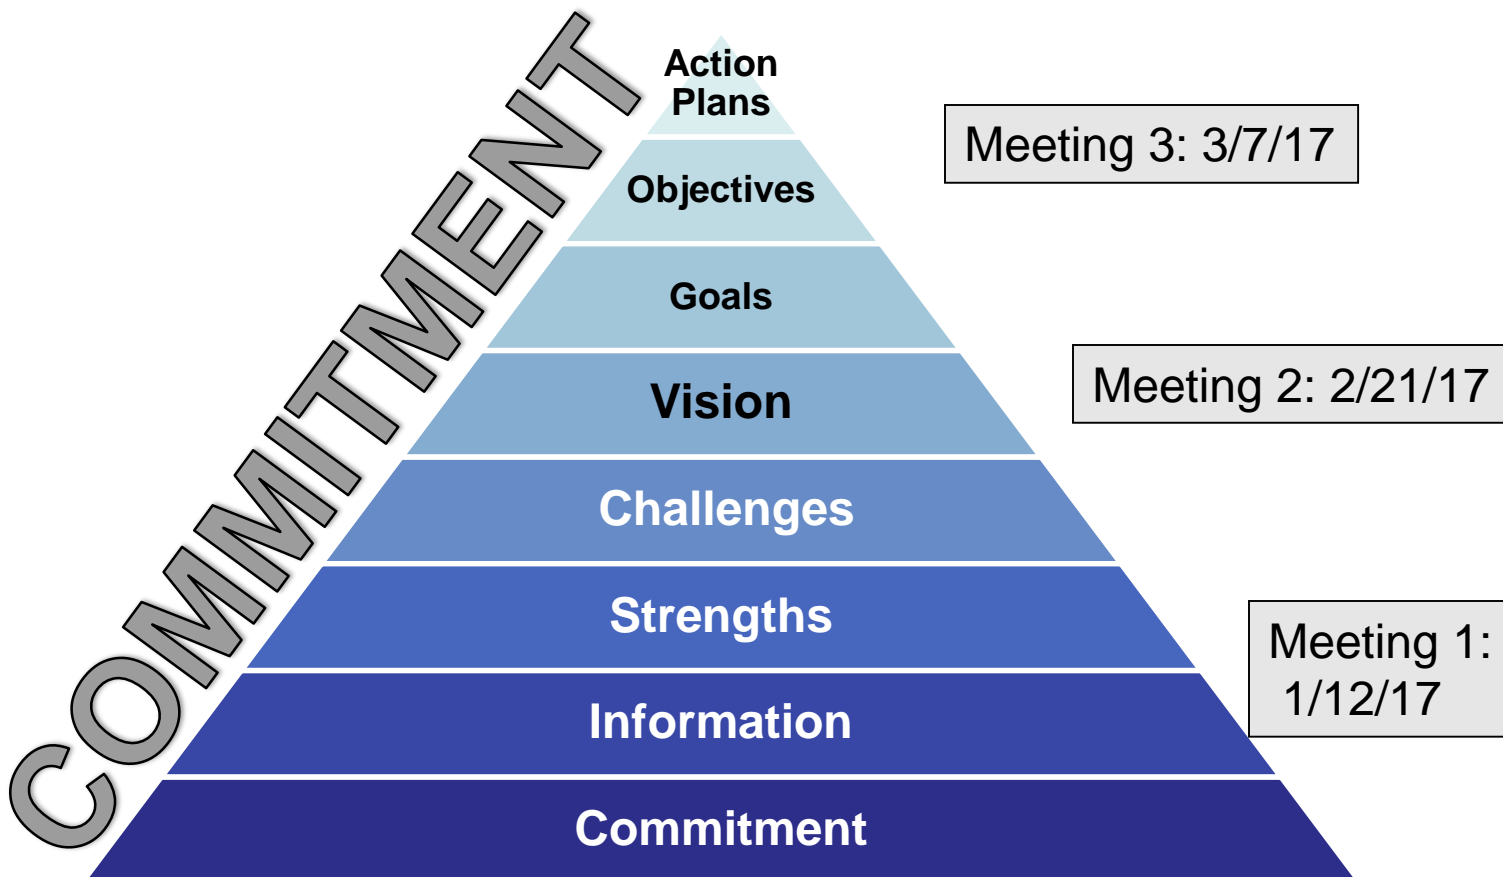 COMMITMENT
Action
Plans
Meeting 3: 3/7/17
Objectives
Goals
Meeting 2: 2/21/17
Vision
Challenges
Strengths
Meeting 1:
1/12/17
Information
Commitment